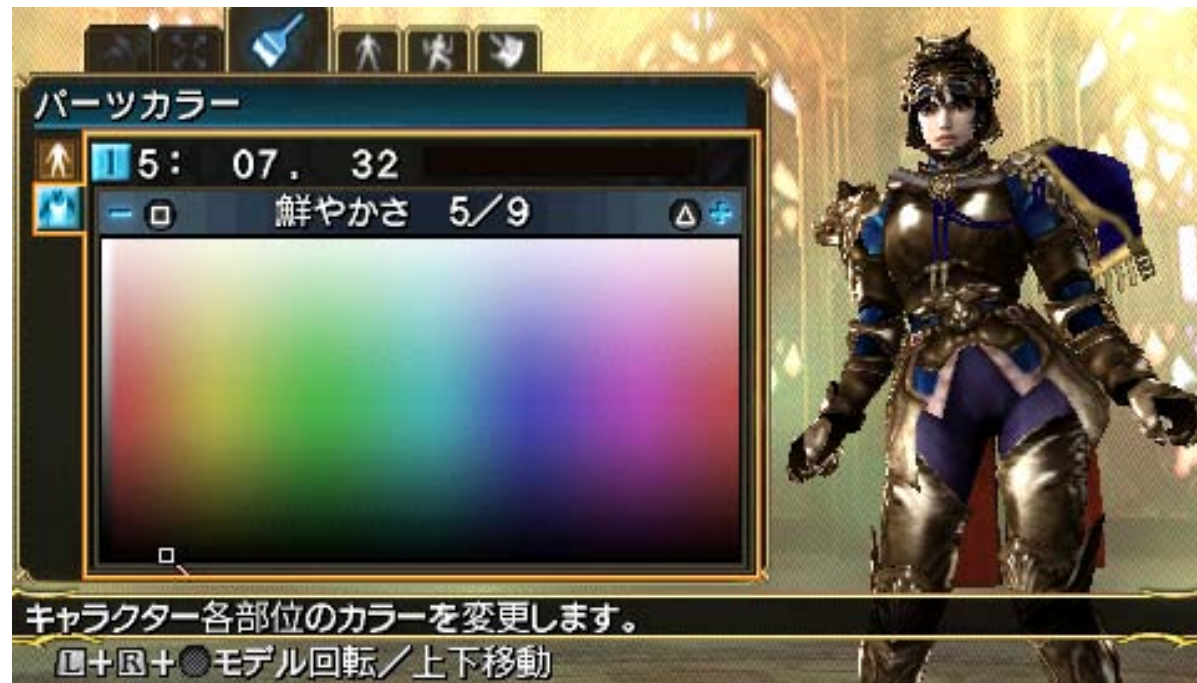 パーツカラー
1 5: 07. 32
− □ 鮮やかさ 5/9 △ +
キャラクター各部位のカラーを変更します。
L+R+ モデル回転/上下移動